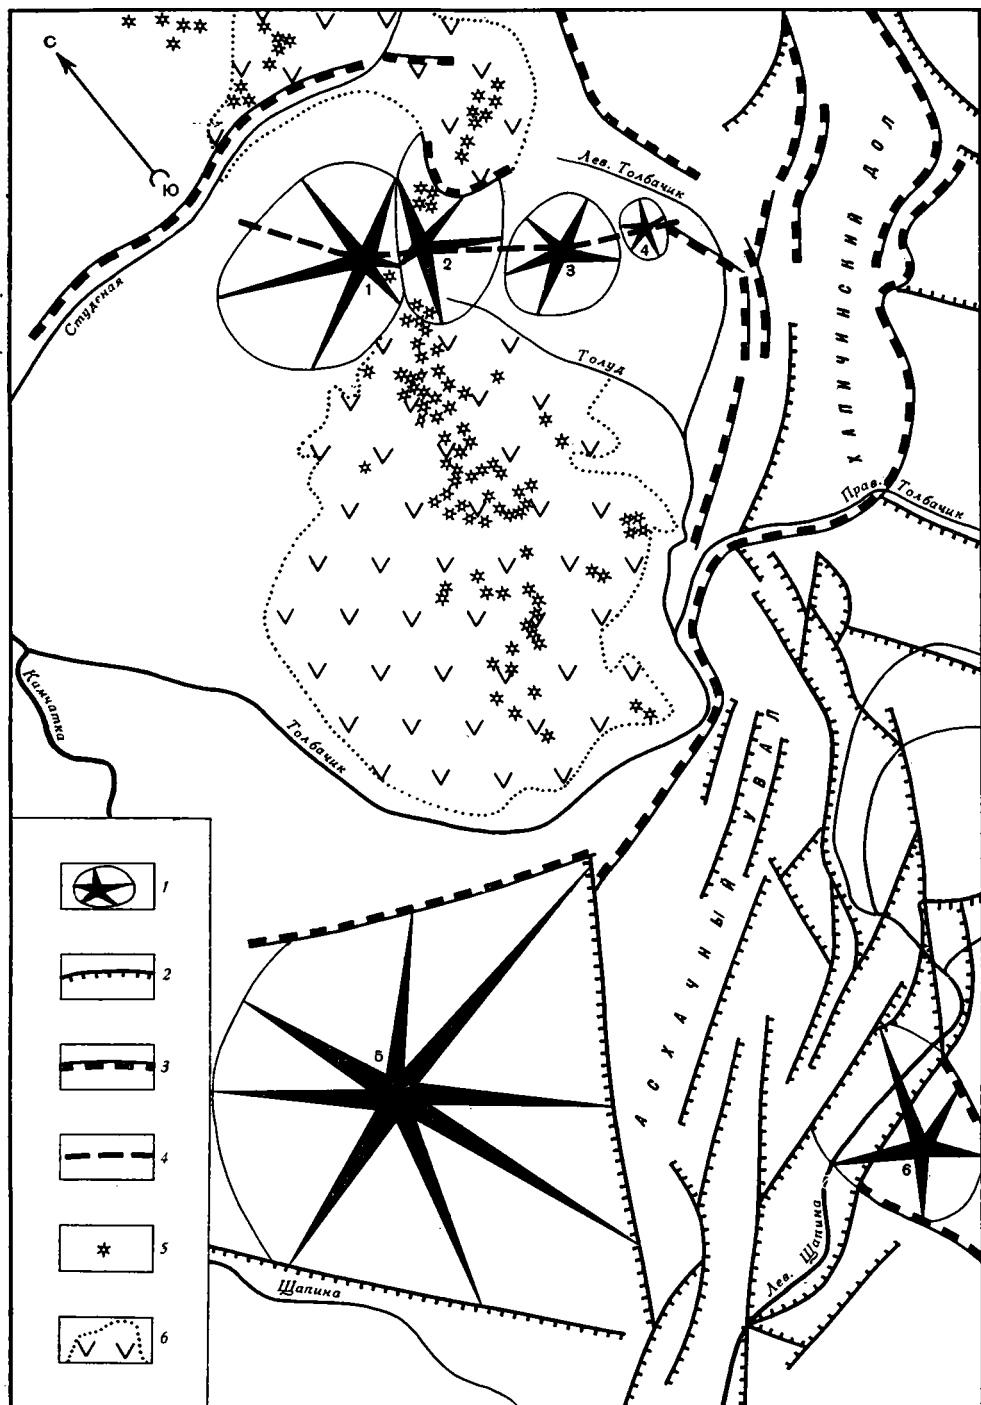 С
Ю
Студеная
Лев. Толбачик
ХАПИЧИНСКИЙ ДОЛ
1
2
3
4
Толуд
Прав. Толбачик
Камчатка
Толбачик
АСХАЧНЫЙ УВАЛ
5
6
Лев. Щапина
Щапина
1
2
3
4
5
6